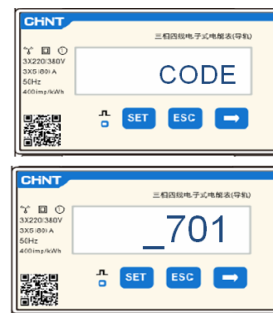 CHNT
三相四线电子式电能表(导轨)
3X220/380V
3X5(80)A
50Hz
400imp/kWh
CODE
SET
ESC
CHNT
三相四线电子式电能表(导轨)
3X220/380V
3X5(80)A
50Hz
400imp/kWh
_701
SET
ESC